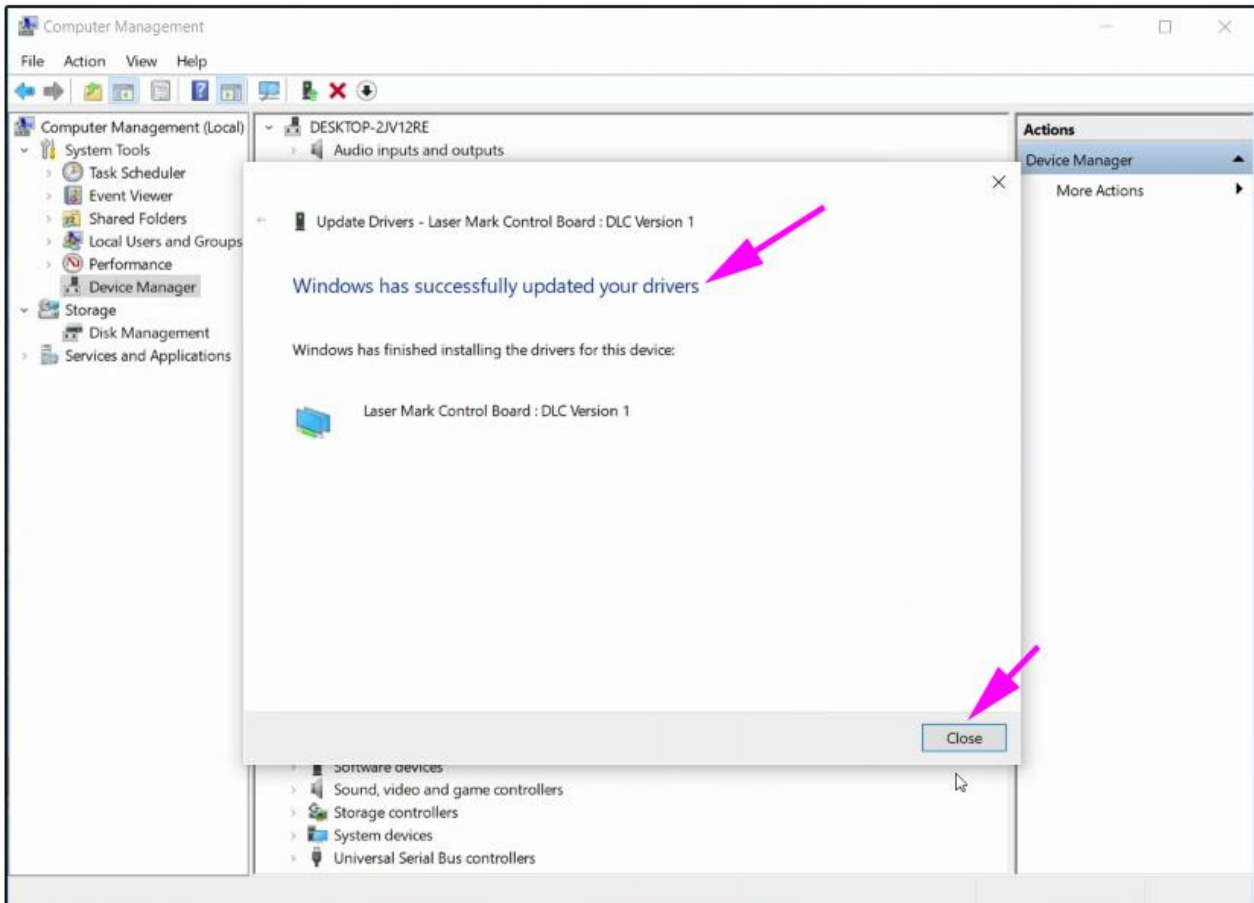 Computer Management
File Action View Help
Computer Management (Local)
System Tools
Task Scheduler
Event Viewer
Shared Folders
Local Users and Groups
Performance
Device Manager
Storage
Disk Management
Services and Applications
DESKTOP-2JV12RE
Audio inputs and outputs
Update Drivers - Laser Mark Control Board : DLC Version 1
Windows has successfully updated your drivers
Windows has finished installing the drivers for this device:
Laser Mark Control Board : DLC Version 1
Close
Software devices
Sound, video and game controllers
Storage controllers
System devices
Universal Serial Bus controllers
Actions
Device Manager
More Actions